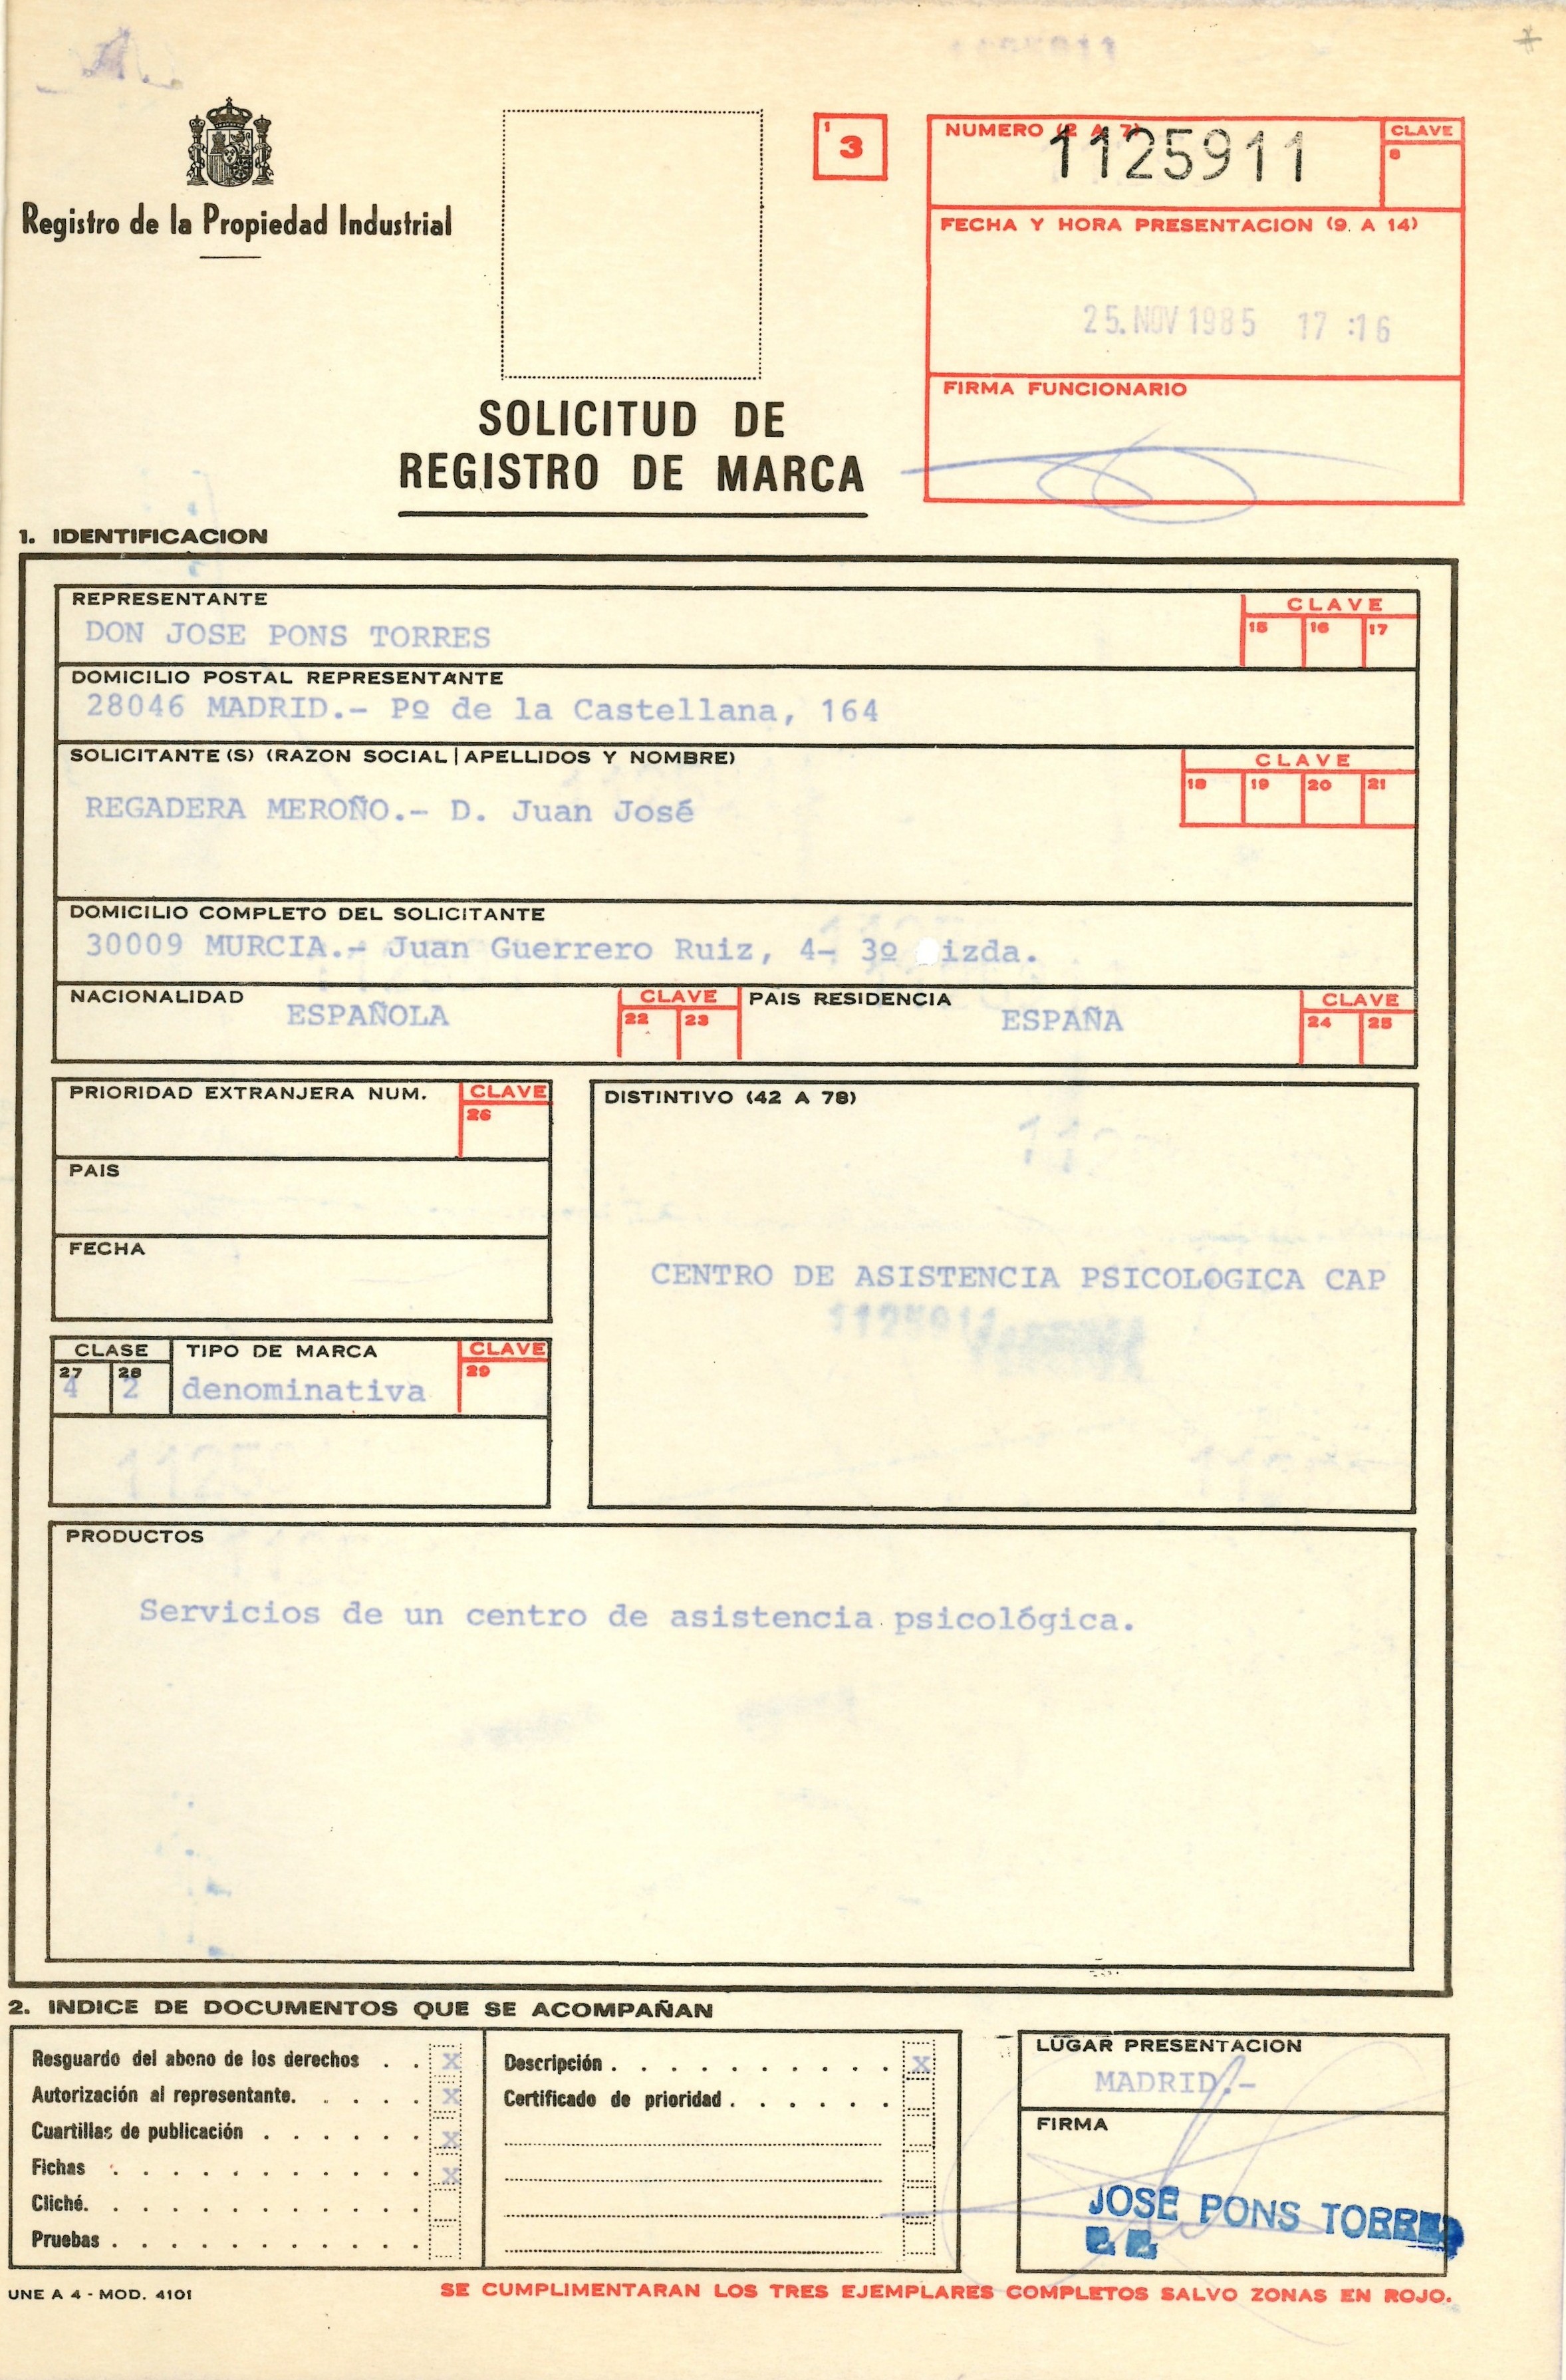 Registro de la Propiedad Industrial
1
3
NUMERO (2 A 7)
1125911
CLAVE
8
FECHA Y HORA PRESENTACION (9 A 14)
25. NOV 1985 17 :16
FIRMA FUNCIONARIO
SOLICITUD DE
REGISTRO DE MARCA
1. IDENTIFICACION
REPRESENTANTE
DON JOSE PONS TORRES
CLAVE
15 16 17
DOMICILIO POSTAL REPRESENTANTE
28046 MADRID.- Pº de la Castellana, 164
SOLICITANTE(S) (RAZON SOCIAL|APELLIDOS Y NOMBRE)
REGADERA MEROÑO.- D. Juan José
CLAVE
18 19 20 21
DOMICILIO COMPLETO DEL SOLICITANTE
30009 MURCIA.- Juan Guerrero Ruiz, 4- 3º izda.
NACIONALIDAD
ESPAÑOLA
CLAVE
22 23
PAIS RESIDENCIA
ESPAÑA
CLAVE
24 25
PRIORIDAD EXTRANJERA NUM.
CLAVE
26
PAIS
FECHA
DISTINTIVO (42 A 78)
CENTRO DE ASISTENCIA PSICOLOGICA CAP
CLASE
27 28
4 2
TIPO DE MARCA
denominativa
CLAVE
29
PRODUCTOS
Servicios de un centro de asistencia psicológica.
2. INDICE DE DOCUMENTOS QUE SE ACOMPAÑAN
Resguardo del abono de los derechos . . X
Autorización al representante. . . . . X
Cuartillas de publicación . . . . . . X
Fichas . . . . . . . . . . . X
Cliché. . . . . . . . . . . .
Pruebas . . . . . . . . . . .
Descripción . . . . . . . . . . X
Certificado de prioridad . . . . . .
LUGAR PRESENTACION
MADRID.-
FIRMA
JOSE PONS TORRES
UNE A 4 - MOD. 4101
SE CUMPLIMENTARAN LOS TRES EJEMPLARES COMPLETOS SALVO ZONAS EN ROJO.